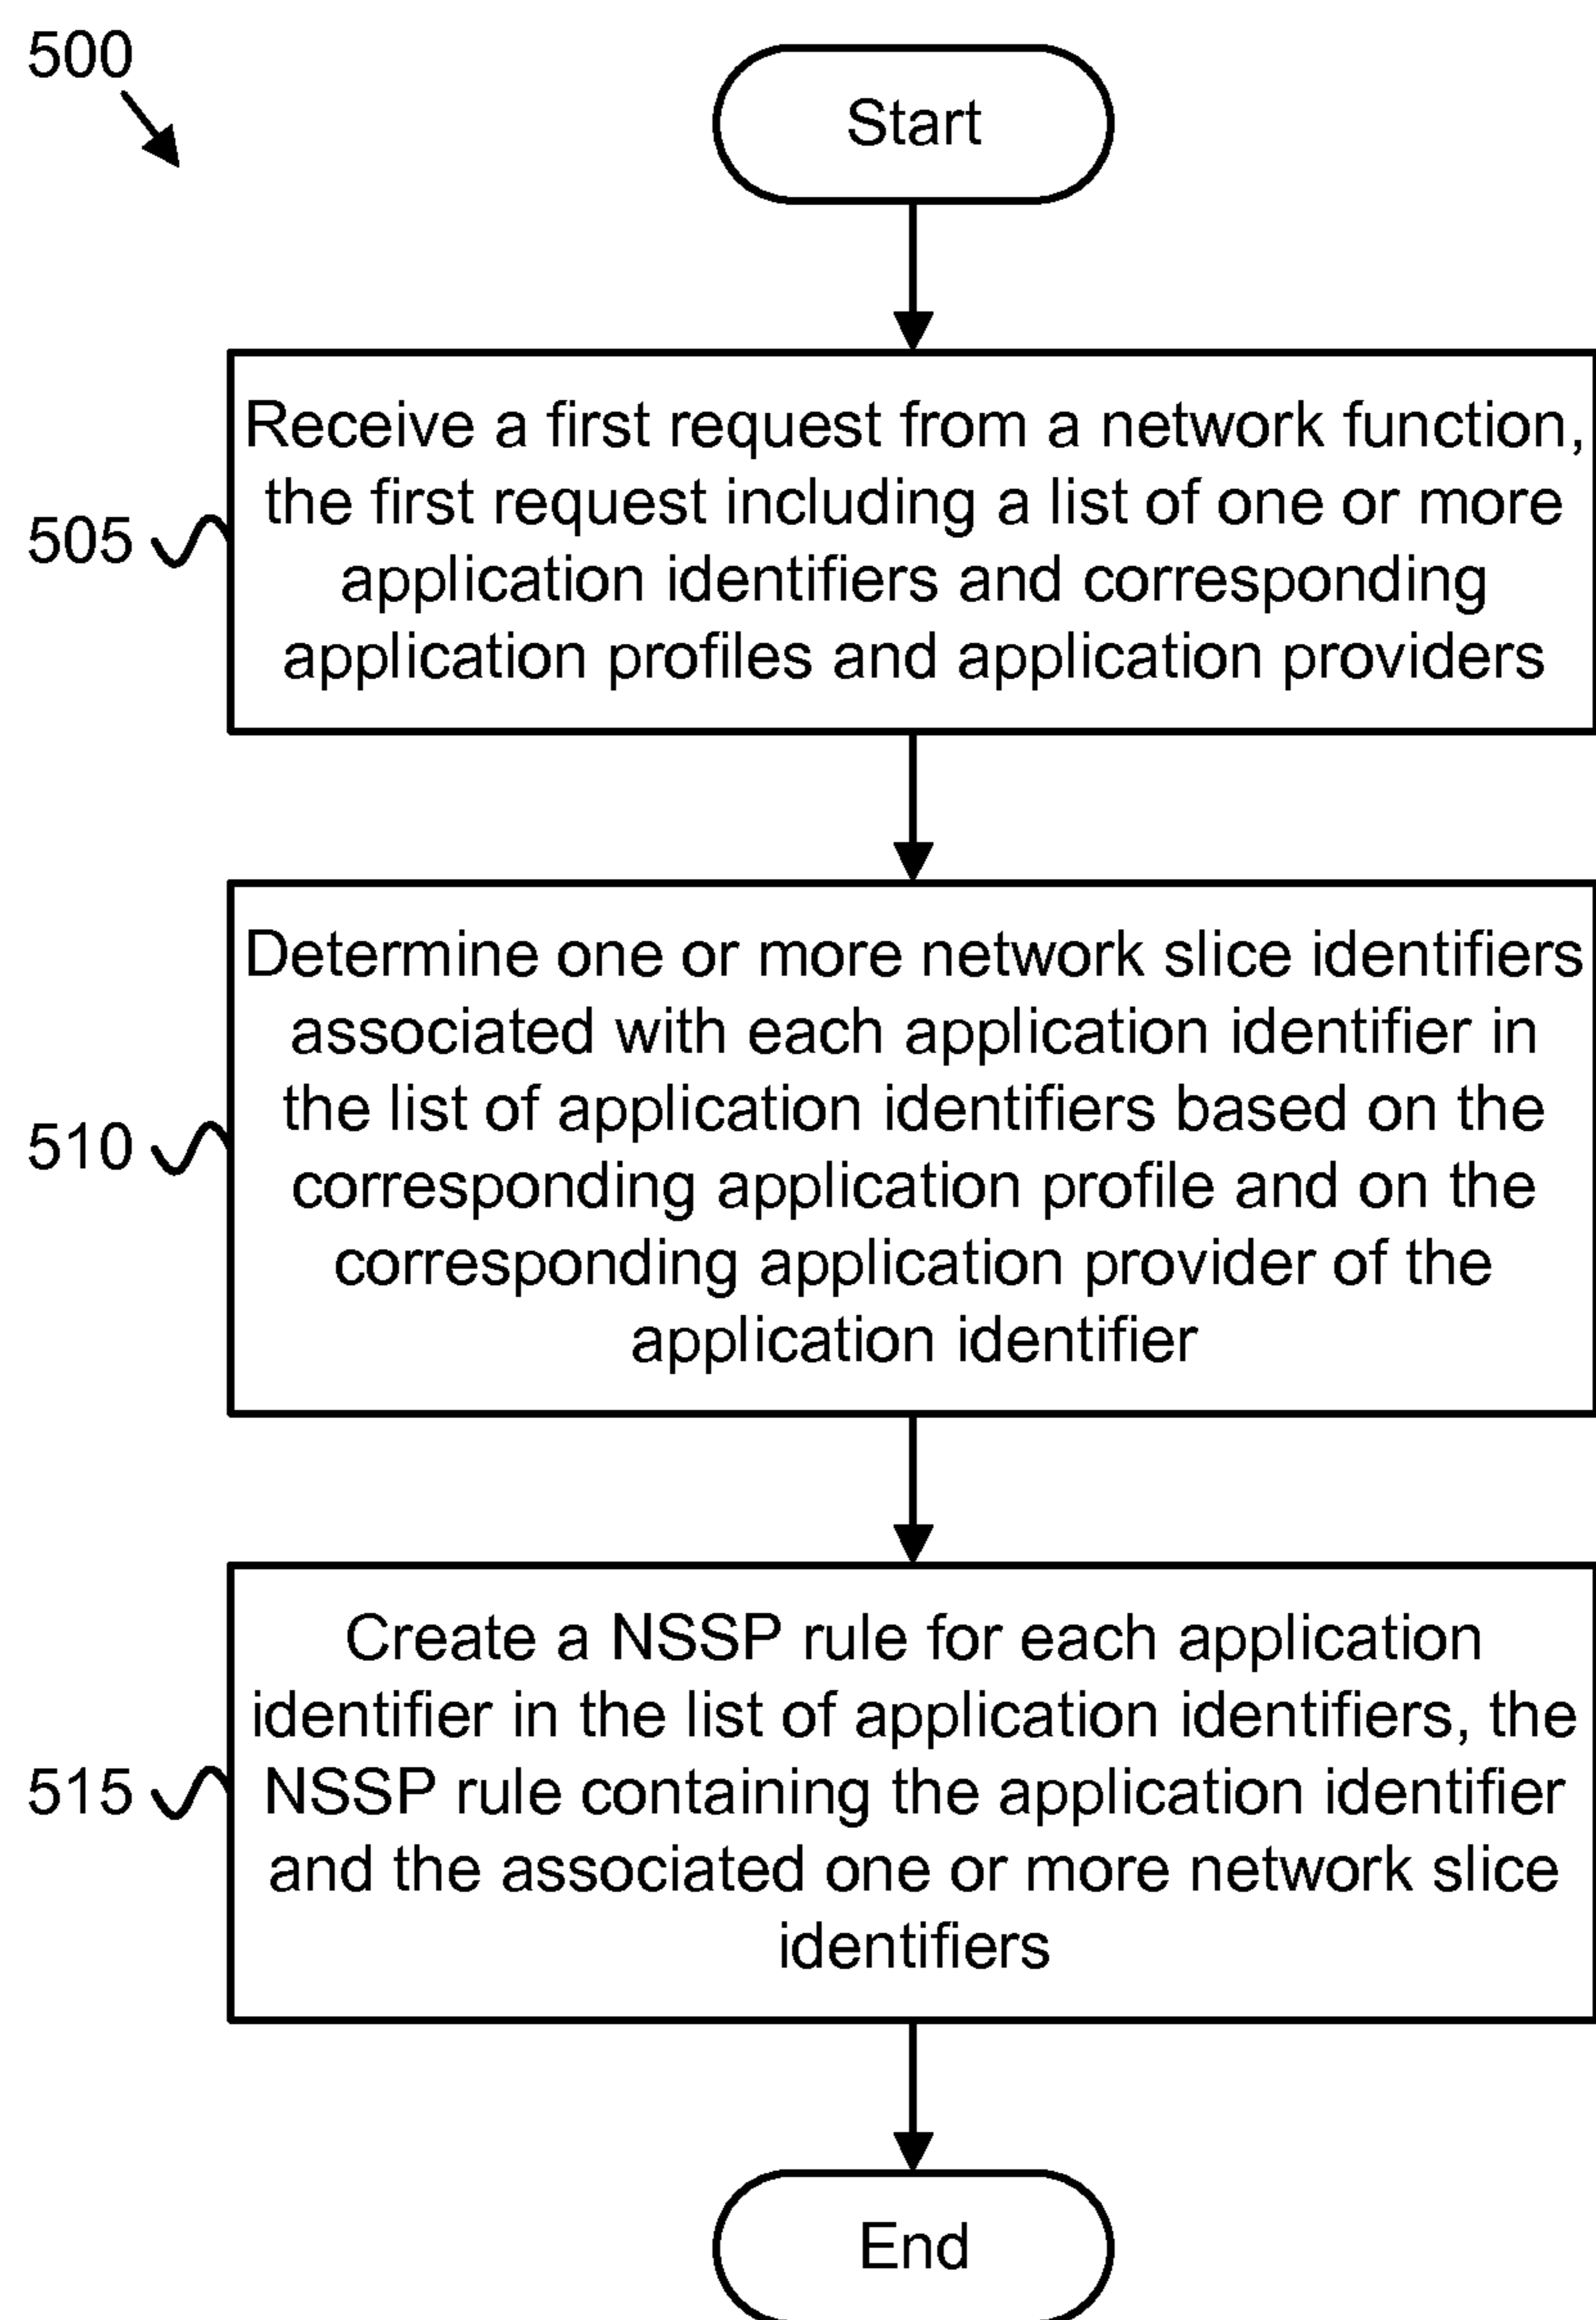 500
Start
Receive a first request from a network function,
the first request including a list of one or more
application identifiers and corresponding
application profiles and application providers
505
Determine one or more network slice identifiers
associated with each application identifier in
the list of application identifiers based on the
corresponding application profile and on the
corresponding application provider of the
application identifier
510
Create a NSSP rule for each application
identifier in the list of application identifiers, the
NSSP rule containing the application identifier
and the associated one or more network slice
identifiers
515
End